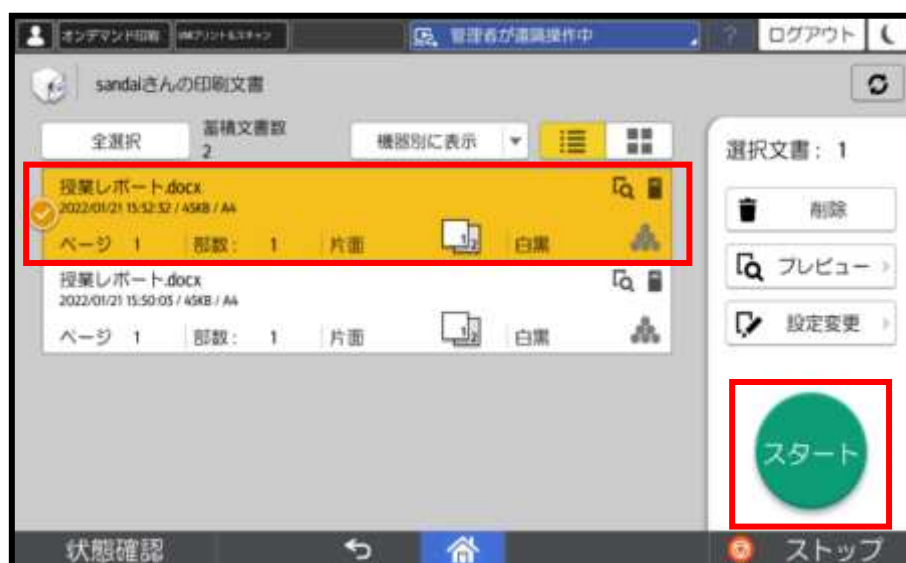 オンデマンド印刷
管理者が遠隔操作中
?
ログアウト
sandaiさんの印刷文書
全選択
蓄積文書数
2
機器別に表示
選択文書: 1
授業レポート.docx
2022/01/21 15:52:32 / 45KB / A4
ページ 1 部数: 1 片面 白黒
授業レポート.docx
2022/01/21 15:50:05 / 45KB / A4
ページ 1 部数: 1 片面 白黒
削除
プレビュー
設定変更
スタート
状態確認
ストップ